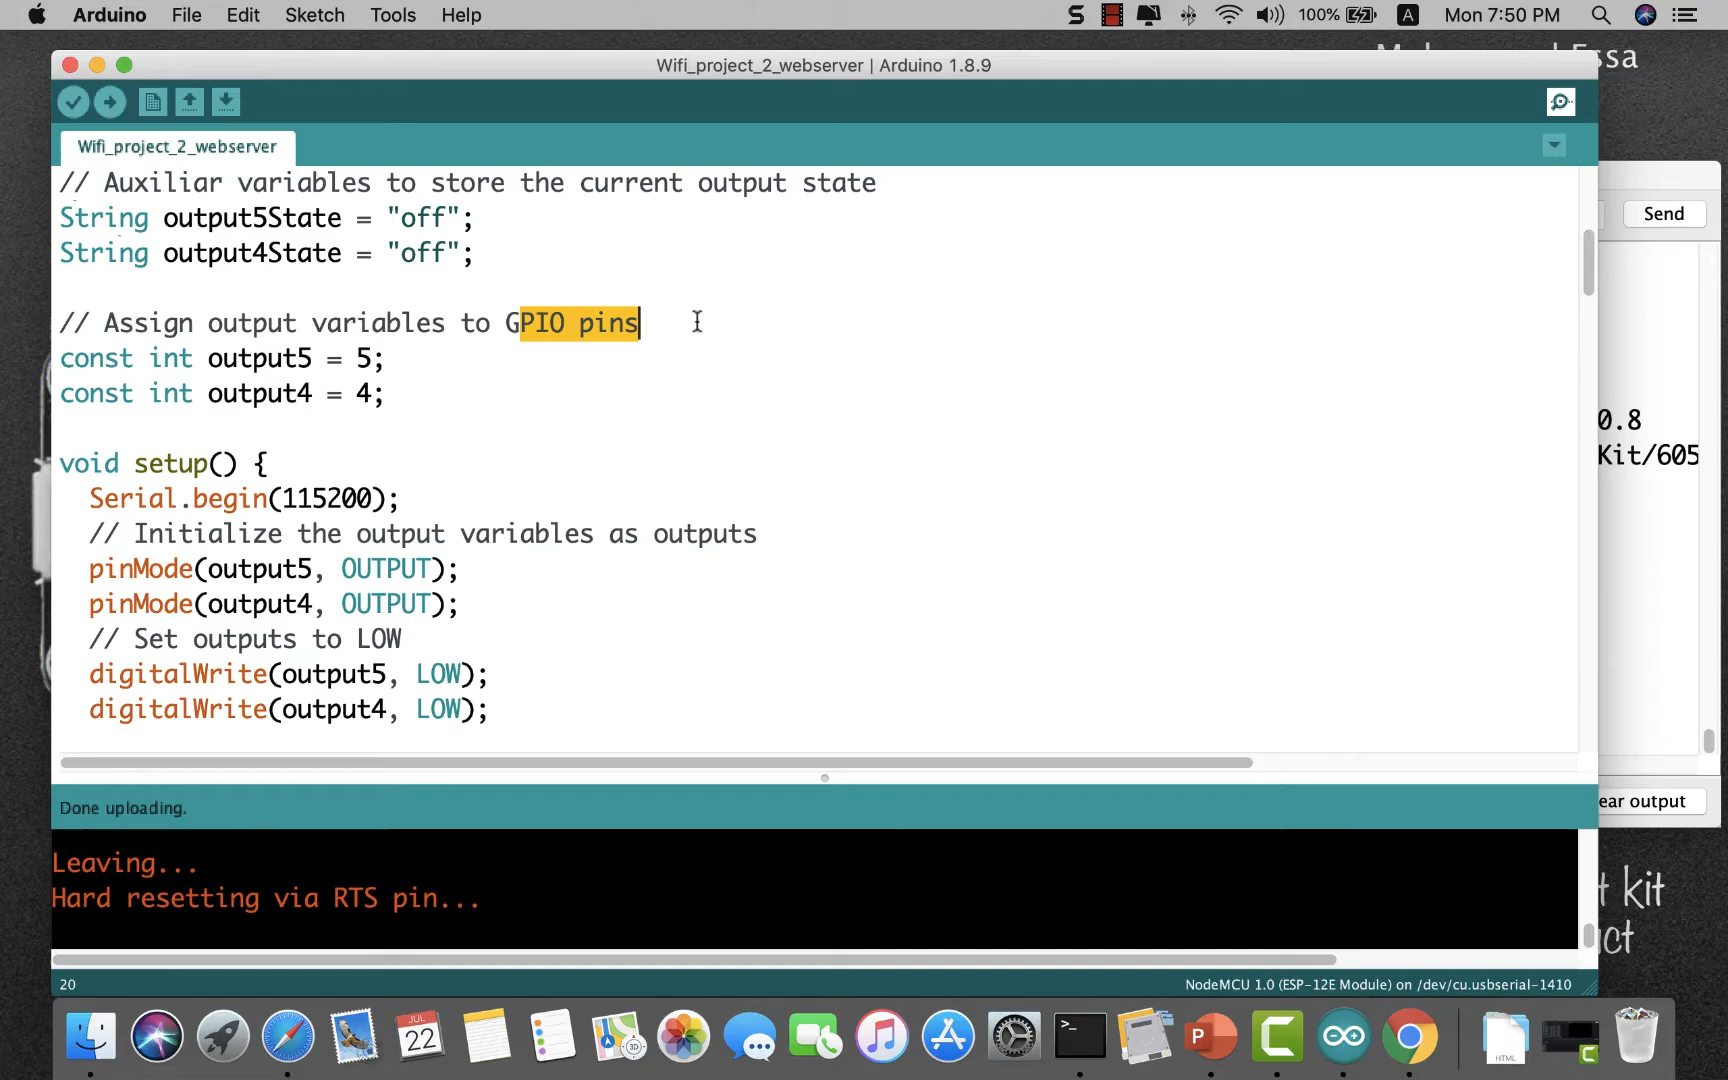 Arduino File Edit Sketch Tools Help 100% A Mon 7:50 PM
Essa
Wifi_project_2_webserver | Arduino 1.8.9
Wifi_project_2_webserver
// Auxiliar variables to store the current output state
String output5State = "off";
String output4State = "off";
// Assign output variables to GPIO pins
const int output5 = 5;
const int output4 = 4;
void setup() {
Serial.begin(115200);
// Initialize the output variables as outputs
pinMode(output5, OUTPUT);
pinMode(output4, OUTPUT);
// Set outputs to LOW
digitalWrite(output5, LOW);
digitalWrite(output4, LOW);
Send
0.8
Kit/605
ear output
Done uploading.
Leaving...
Hard resetting via RTS pin...
t kit
ct
20
NodeMCU 1.0 (ESP-12E Module) on /dev/cu.usbserial-1410
JUL
22
3D
>_
P
HTML